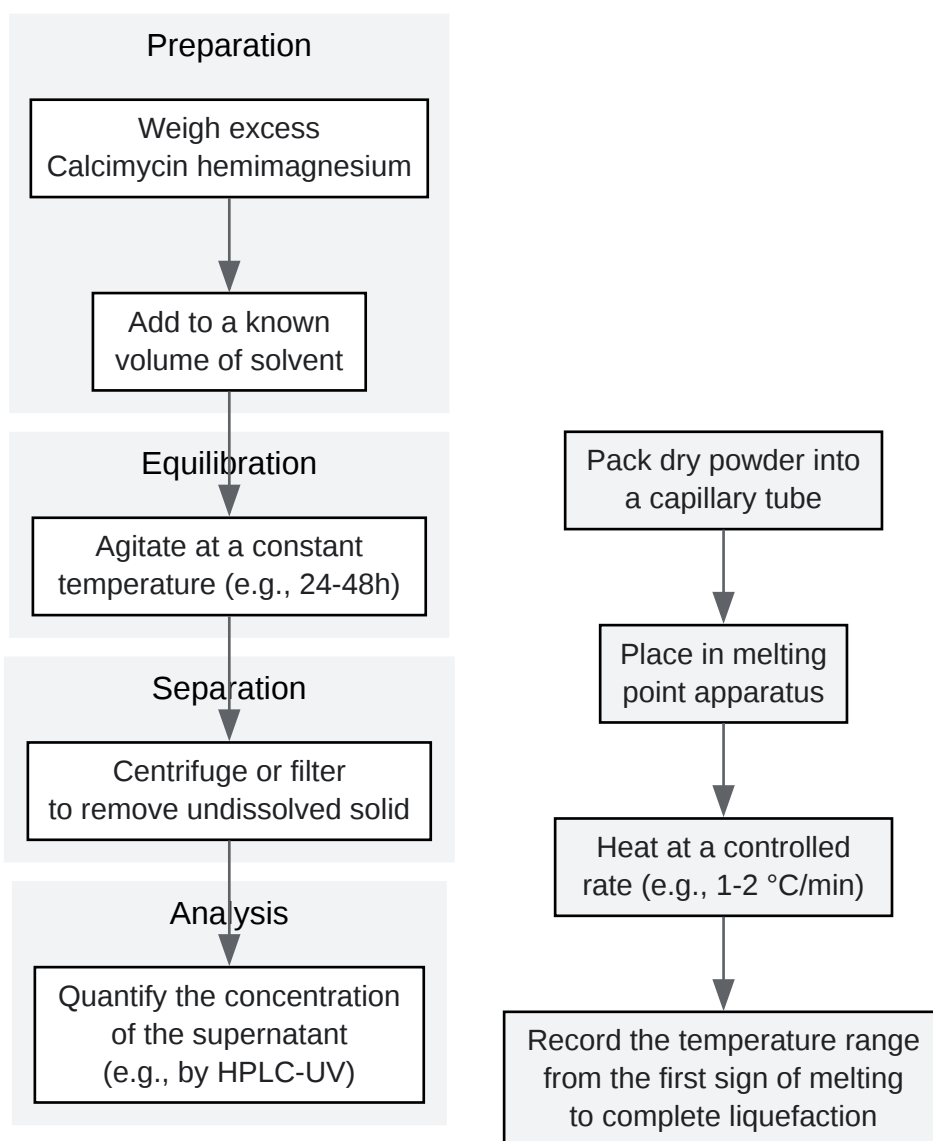 Preparation
Weigh excess
Calcimycin hemimagnesium
Add to a known
volume of solvent
Equilibration
Agitate at a constant
temperature (e.g., 24-48h)
Separation
Centrifuge or filter
to remove undissolved solid
Analysis
Quantify the concentration
of the supernatant
(e.g., by HPLC-UV)
Pack dry powder into
a capillary tube
Place in melting
point apparatus
Heat at a controlled
rate (e.g., 1-2 °C/min)
Record the temperature range
from the first sign of melting
to complete liquefaction